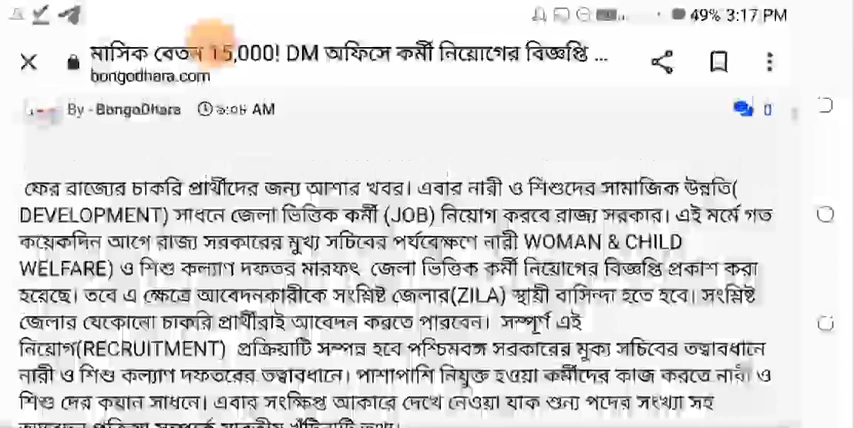 49% 3:17 PM
মাসিক বেতন 15,000! DM অফিসে কর্মী নিয়োগের বিজ্ঞপ্তি ...
bongodhara.com
By - BongoDhara AM
0
ফের রাজ্যের চাকরি প্রার্থীদের জন্য আশার খবর। এবার নারী ও শিশুদের সামাজিক উন্নতি(
DEVELOPMENT) সাধনে জেলা ভিত্তিক কর্মী (JOB) নিয়োগ করবে রাজ্য সরকার। এই মর্মে গত
কয়েকদিন আগে রাজ্য সরকারের মুখ্য সচিবের পর্যবেক্ষণে নারী WOMAN & CHILD
WELFARE) ও শিশু কল্যাণ দফতর মারফৎ জেলা ভিত্তিক কর্মী নিয়োগের বিজ্ঞপ্তি প্রকাশ করা
হয়েছে। তবে এ ক্ষেত্রে আবেদনকারীকে সংশ্লিষ্ট জেলার(ZILA) স্থায়ী বাসিন্দা হতে হবে। সংশ্লিষ্ট
জেলার যেকোনো চাকরি প্রার্থীরাই আবেদন করতে পারবেন। সম্পূর্ণ এই
নিয়োগ(RECRUITMENT) প্রক্রিয়াটি সম্পন্ন হবে পশ্চিমবঙ্গ সরকারের মুক্য সচিবের তত্বাবধানে
নারী ও শিশু কল্যাণ দফতরের তত্বাবধানে। পাশাপাশি নিযুক্ত হওয়া কর্মীদের কাজ করতে নারী ও
শিশু দের কল্যান সাধনে। এবার সংক্ষিপ্ত আকারে দেখে নেওয়া যাক শুন্য পদের সংখ্যা সহ